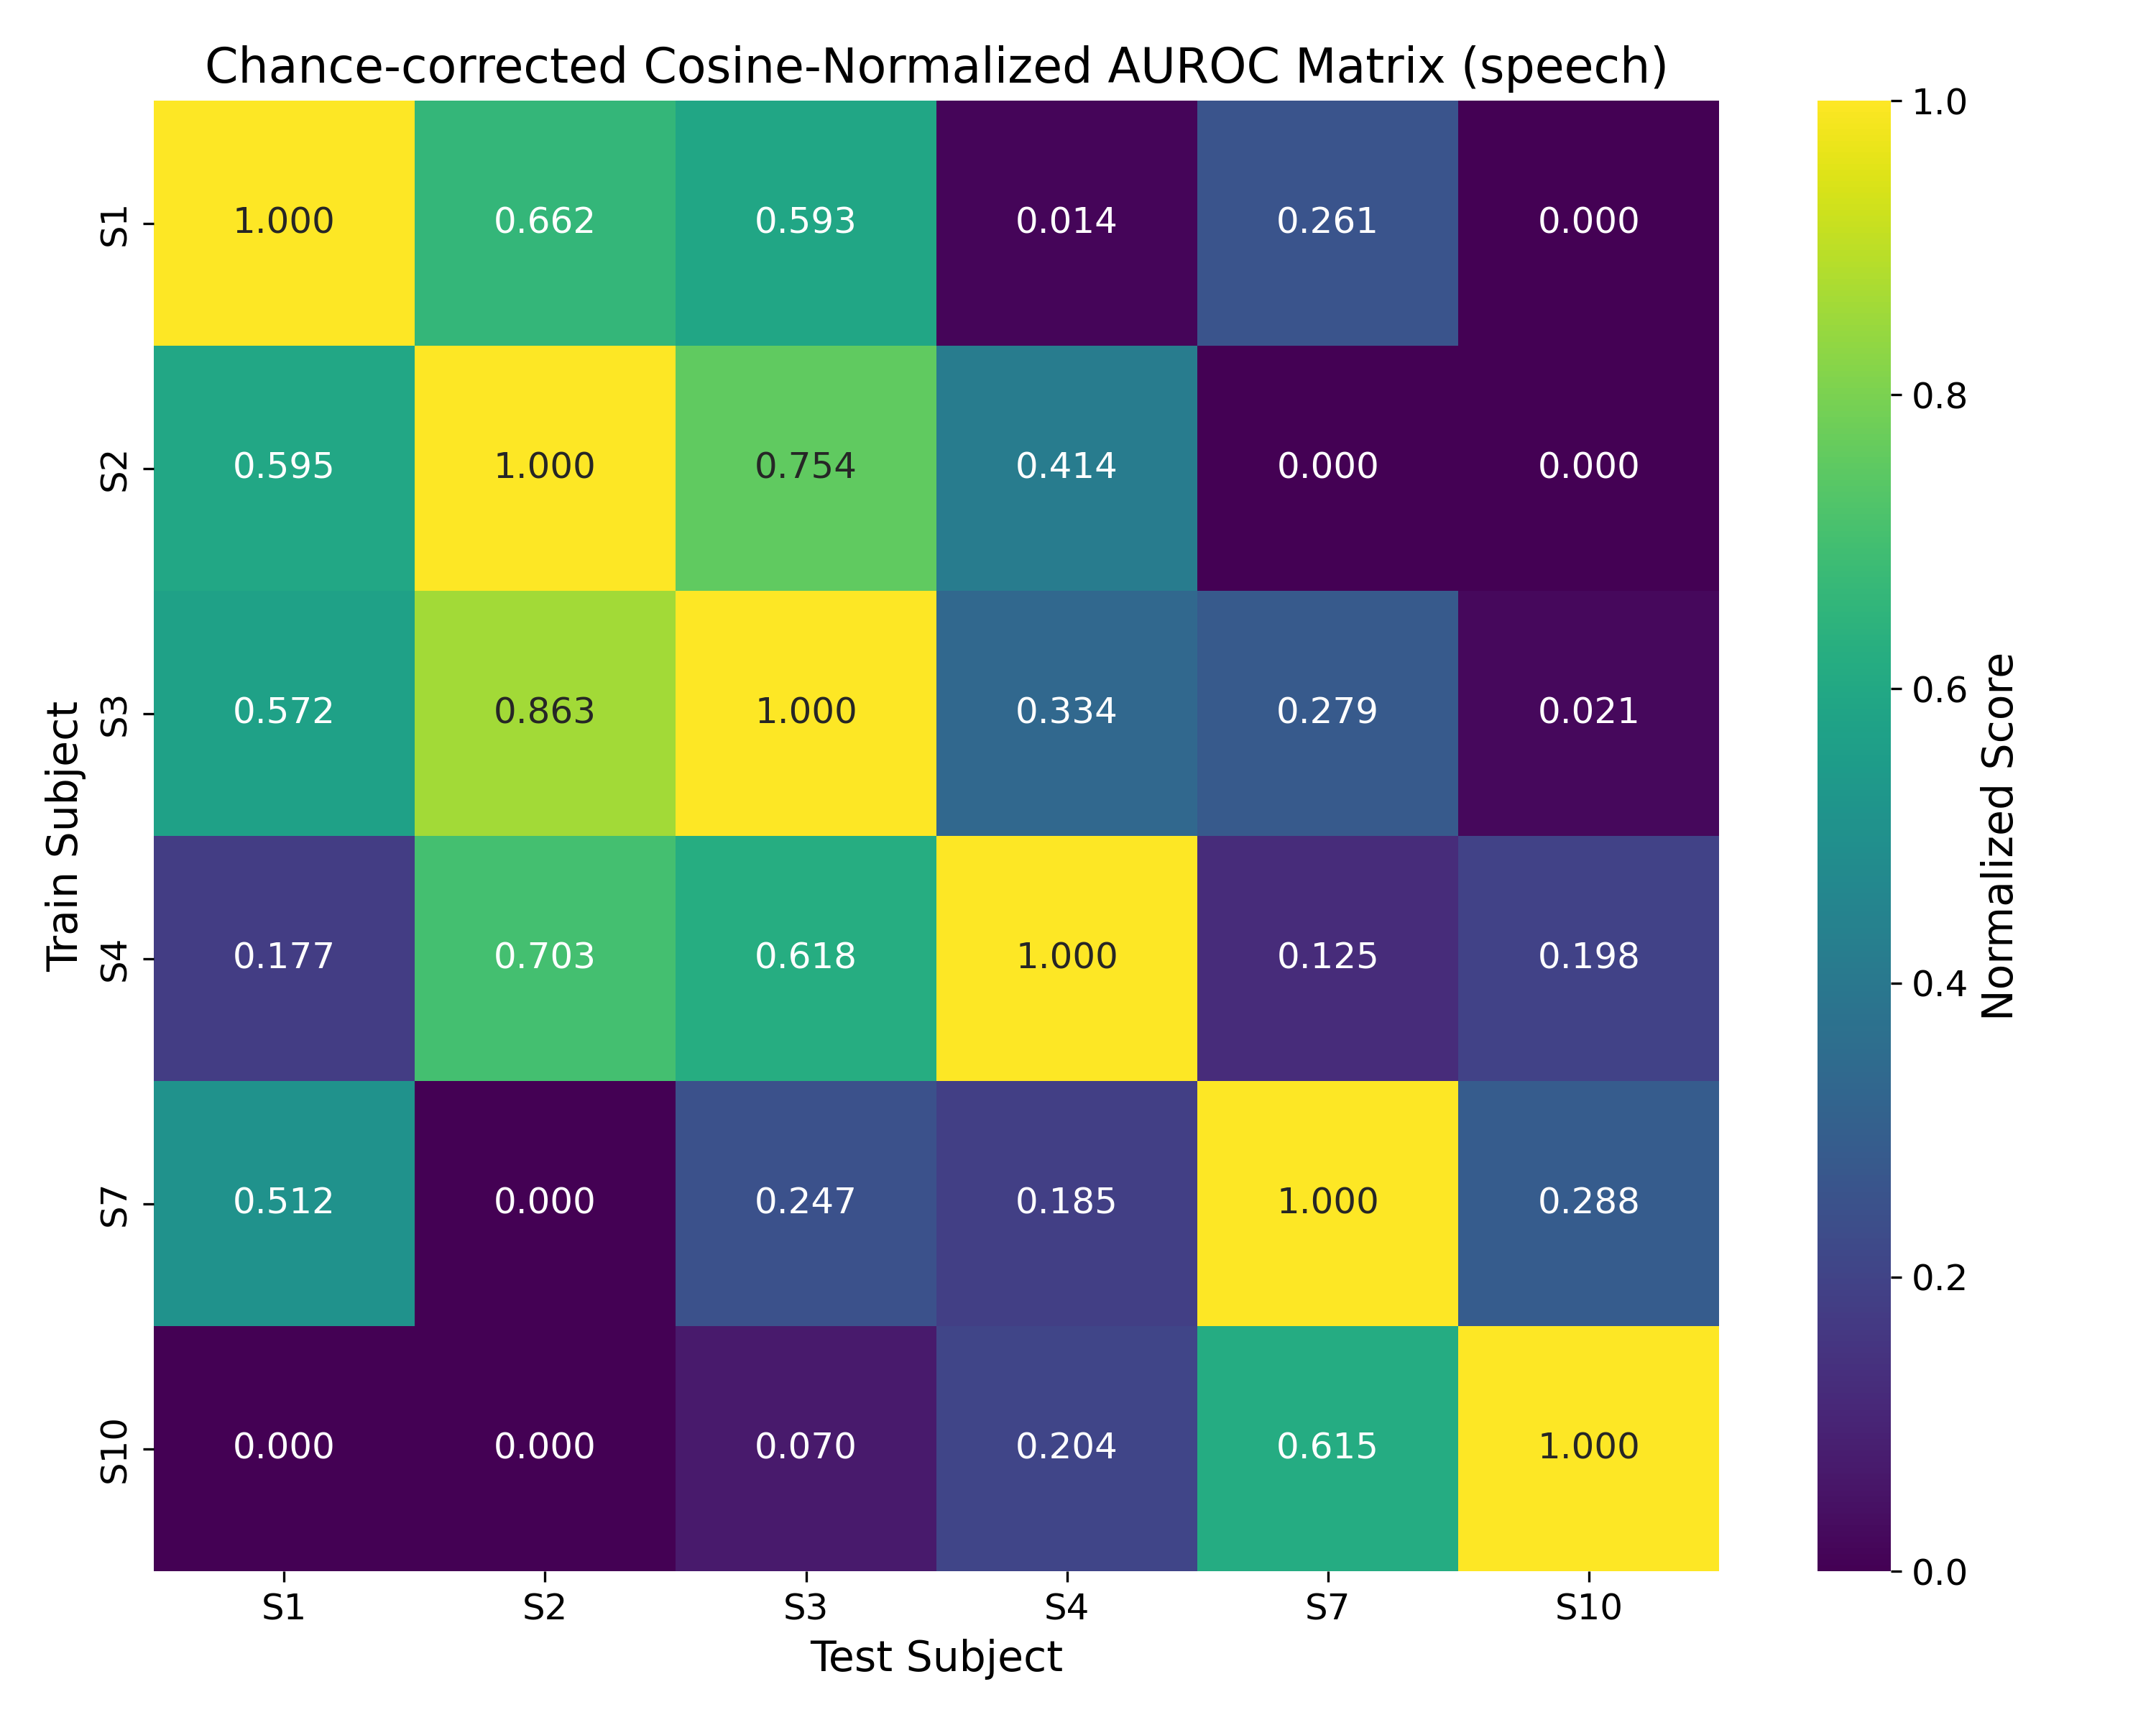 Chance-corrected Cosine-Normalized AUROC Matrix (speech)
Train Subject
S1 1.000 0.662 0.593 0.014 0.261 0.000
S2 0.595 1.000 0.754 0.414 0.000 0.000
S3 0.572 0.863 1.000 0.334 0.279 0.021
S4 0.177 0.703 0.618 1.000 0.125 0.198
S7 0.512 0.000 0.247 0.185 1.000 0.288
S10 0.000 0.000 0.070 0.204 0.615 1.000
S1 S2 S3 S4 S7 S10
Test Subject
1.0
0.8
0.6
0.4
0.2
0.0
Normalized Score